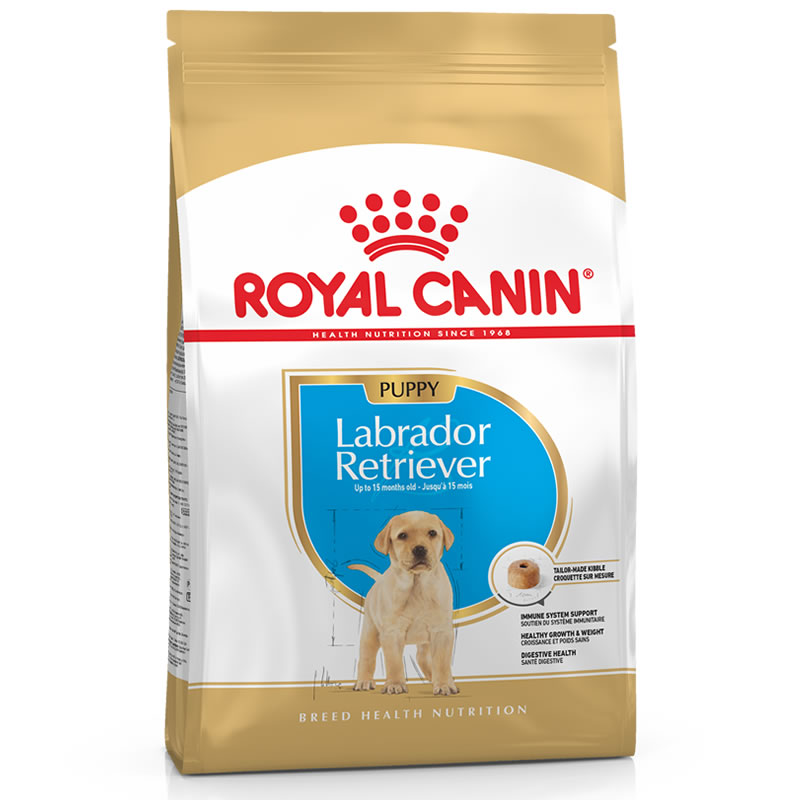 ROYAL CANIN®
HEALTH NUTRITION SINCE 1968
PUPPY
Labrador
Retriever
Up to 15 months old - Jusqu'à 15 mois
TAILOR-MADE KIBBLE
CROQUETTE SUR MESURE
IMMUNE SYSTEM SUPPORT
SOUTIEN DU SYSTÈME IMMUNITAIRE
HEALTHY GROWTH & WEIGHT
CROISSANCE ET POIDS SAINS
DIGESTIVE HEALTH
SANTÉ DIGESTIVE
BREED HEALTH NUTRITION